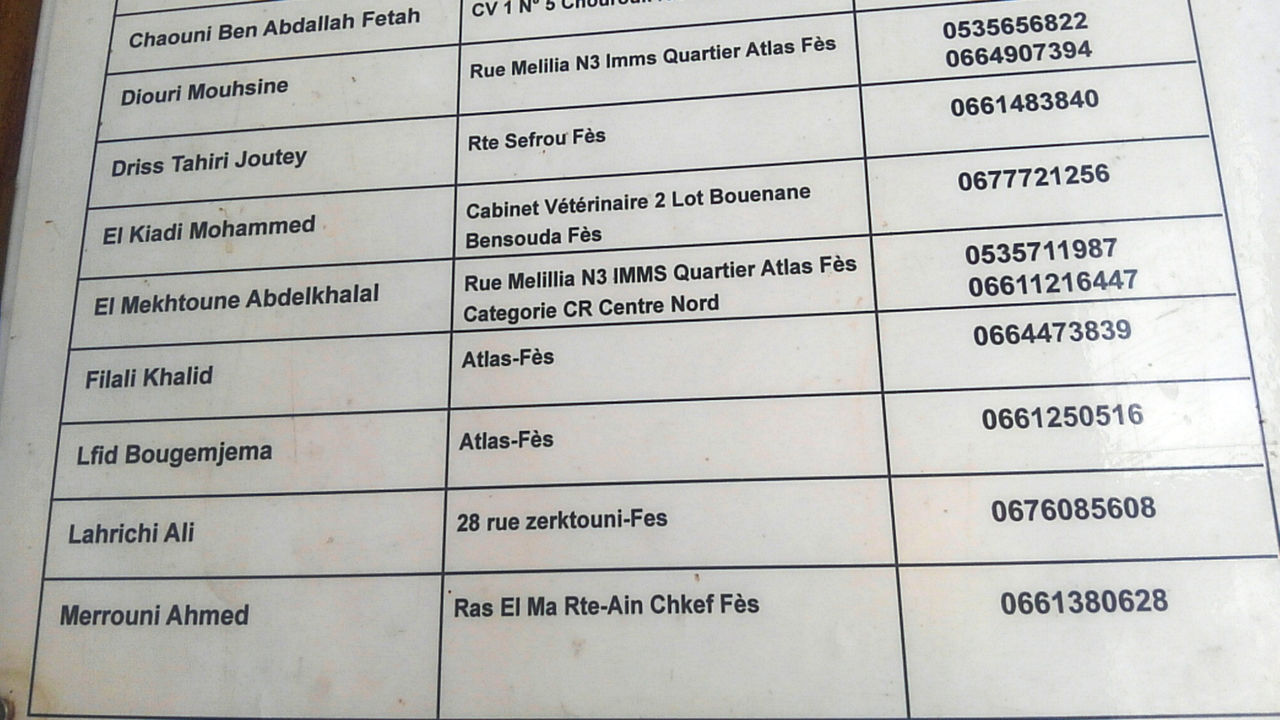 Chaouni Ben Abdallah Fetah
CV 1 N° 5
Diouri Mouhsine
Rue Melilia N3 Imms Quartier Atlas Fès
0535656822
0664907394
Driss Tahiri Joutey
Rte Sefrou Fès
0661483840
El Kiadi Mohammed
Cabinet Vétérinaire 2 Lot Bouenane
Bensouda Fès
0677721256
El Mekhtoune Abdelkhalal
Rue Melillia N3 IMMS Quartier Atlas Fès
Categorie CR Centre Nord
0535711987
06611216447
Filali Khalid
Atlas-Fès
0664473839
Lfid Bougemjema
Atlas-Fès
0661250516
Lahrichi Ali
28 rue zerktouni-Fes
0676085608
Merrouni Ahmed
Ras El Ma Rte-Ain Chkef Fès
0661380628